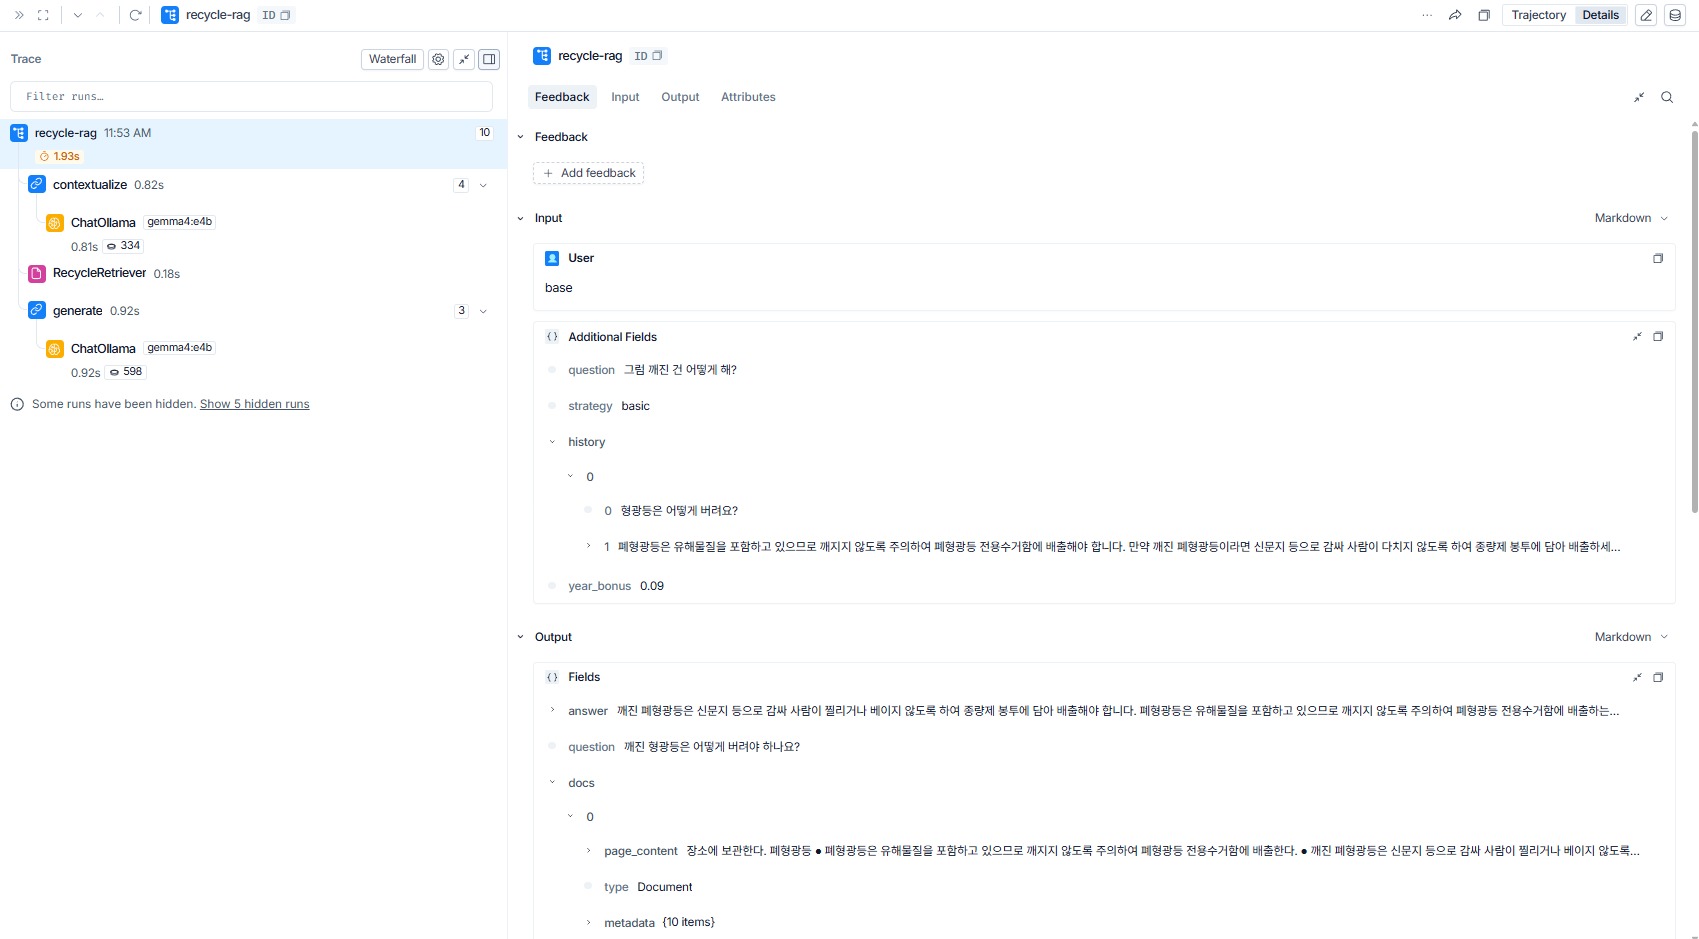 recycle-rag ID
Trajectory Details
Trace
Waterfall
Filter runs…
recycle-rag 11:53 AM 10
1.93s
contextualize 0.82s 4
ChatOllama gemma4:e4b
0.81s 334
RecycleRetriever 0.18s
generate 0.92s 3
ChatOllama gemma4:e4b
0.92s 598
Some runs have been hidden. Show 5 hidden runs
recycle-rag ID
Feedback Input Output Attributes
Feedback
+ Add feedback
Input Markdown
User
base
{} Additional Fields
question 그럼 깨진 건 어떻게 해?
strategy basic
history
0
0 형광등은 어떻게 버려요?
1 폐형광등은 유해물질을 포함하고 있으므로 깨지지 않도록 주의하여 폐형광등 전용수거함에 배출해야 합니다. 만약 깨진 폐형광등이라면 신문지 등으로 감싸 사람이 다치지 않도록 하여 종량제 봉투에 담아 배출하세…
year_bonus 0.09
Output Markdown
{} Fields
answer 깨진 폐형광등은 신문지 등으로 감싸 사람이 찔리거나 베이지 않도록 하여 종량제 봉투에 담아 배출해야 합니다. 폐형광등은 유해물질을 포함하고 있으므로 깨지지 않도록 주의하여 폐형광등 전용수거함에 배출하는…
question 깨진 형광등은 어떻게 버려야 하나요?
docs
0
page_content 장소에 보관한다. 폐형광등 ● 폐형광등은 유해물질을 포함하고 있으므로 깨지지 않도록 주의하여 폐형광등 전용수거함에 배출한다. ● 깨진 폐형광등은 신문지 등으로 감싸 사람이 찔리거나 베이지 않도록…
type Document
metadata {10 items}